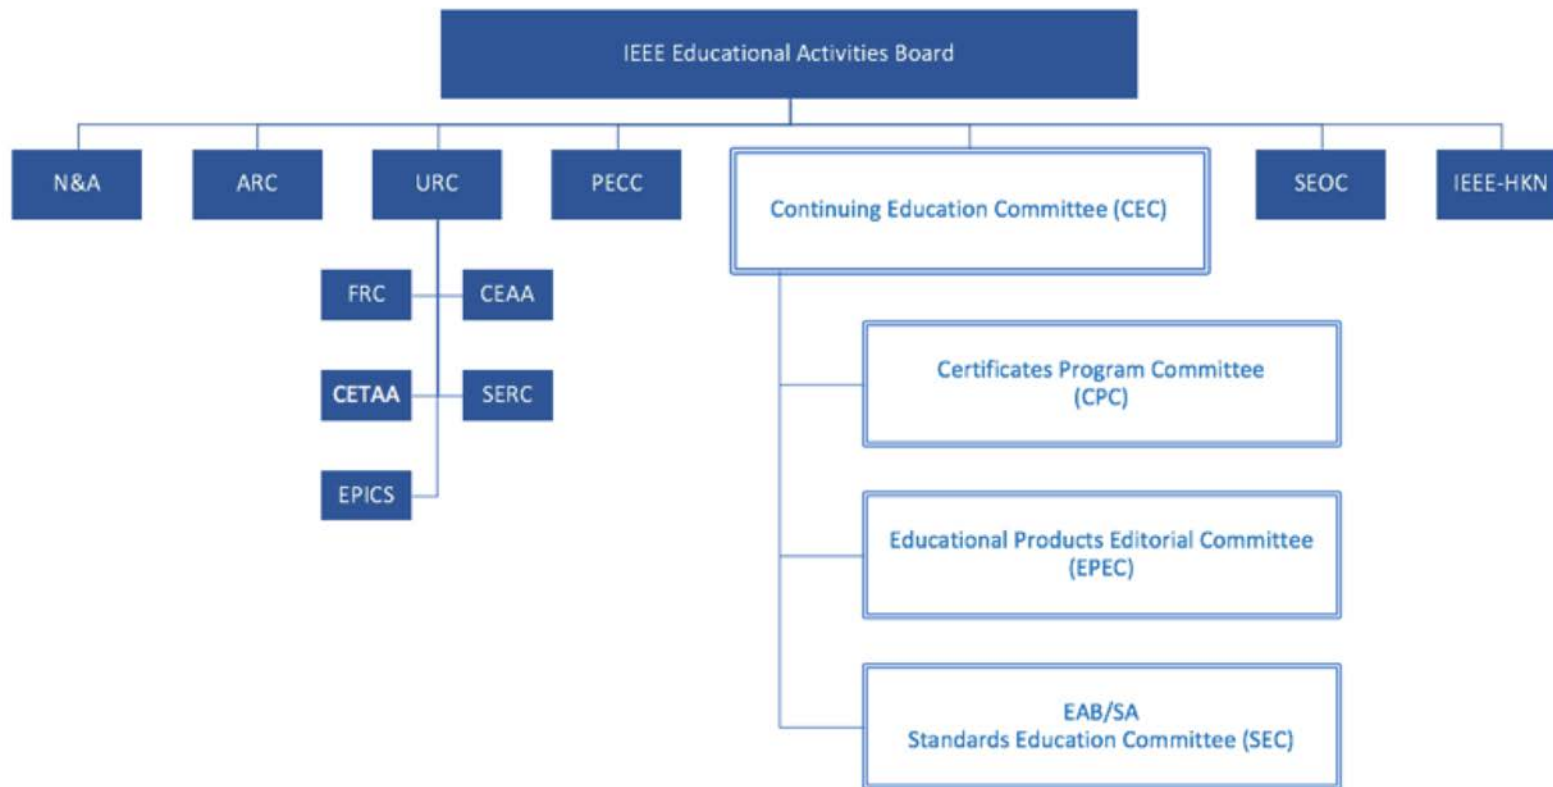 IEEE Educational Activities Board
N&A
ARC
URC
PECC
Continuing Education Committee (CEC)
SEOC
IEEE-HKN
FRC
CEAA
CETAA
SERC
EPICS
Certificates Program Committee
(CPC)
Educational Products Editorial Committee
(EPEC)
EAB/SA
Standards Education Committee (SEC)